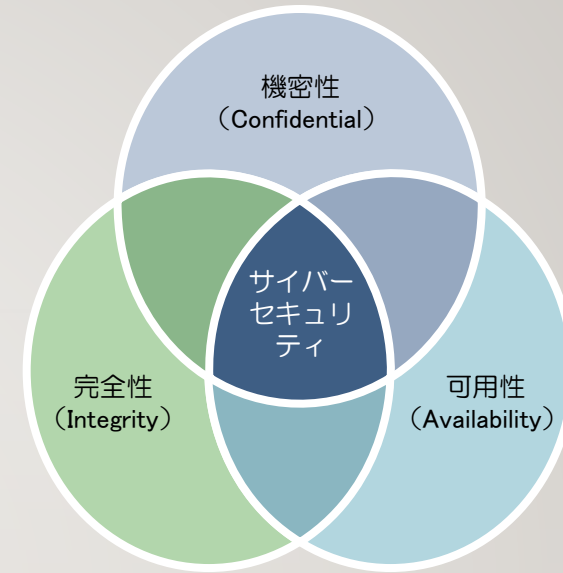 機密性
（Confidential）
サイバー
セキュリ
ティ
完全性
（Integrity）
可用性
（Availability）